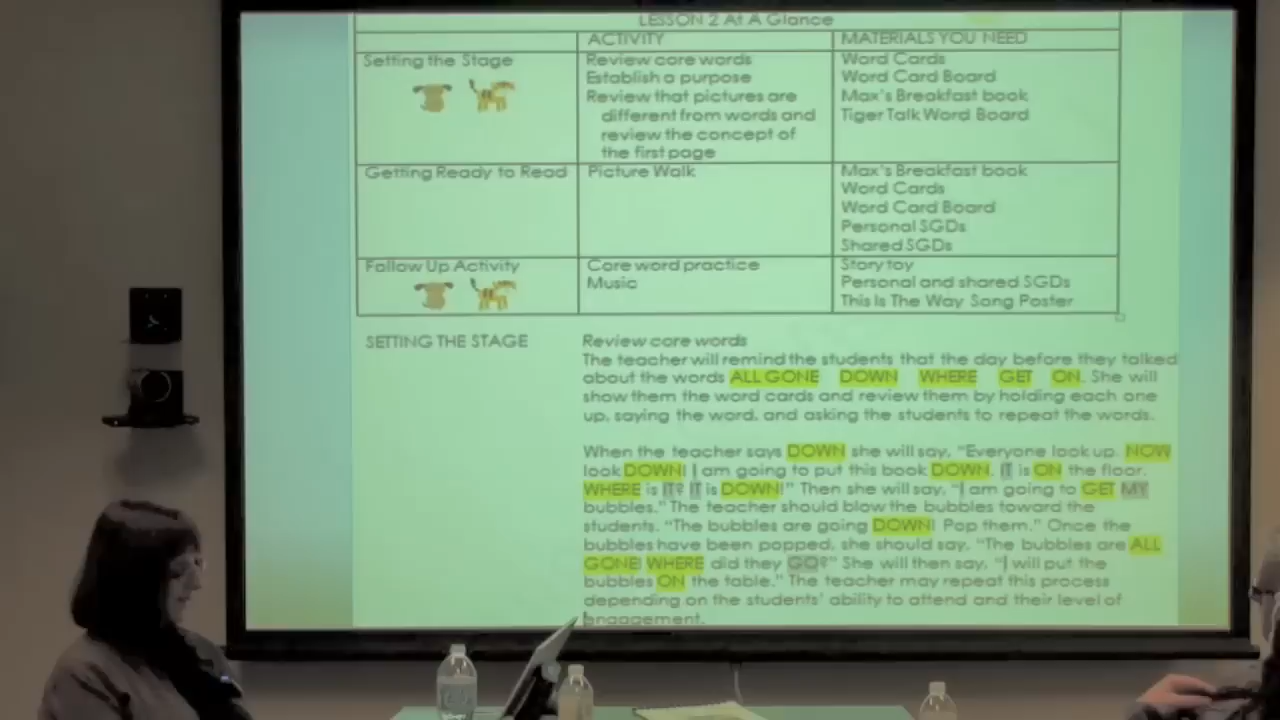 LESSON 2 At A Glance
ACTIVITY
MATERIALS YOU NEED
Setting the Stage
Review core words
Establish a purpose
Review that pictures are
different from words and
review the concept of
the first page
Word Cards
Word Card Board
Max's Breakfast book
Tiger Talk Word Board
Getting Ready to Read
Picture Walk
Max's Breakfast book
Word Cards
Word Card Board
Personal SGDs
Shared SGDs
Follow Up Activity
Core word practice
Music
Story toy
Personal and shared SGDs
This Is The Way Song Poster
SETTING THE STAGE
Review core words
The teacher will remind the students that the day before they talked
about the words ALL GONE DOWN WHERE GET ON. She will
show them the word cards and review them by holding each one
up, saying the word, and asking the students to repeat the words.
When the teacher says DOWN she will say, "Everyone look up. NOW
look DOWN! I am going to put this book DOWN. IT is ON the floor.
WHERE is IT? IT is DOWN!" Then she will say, "I am going to GET MY
bubbles." The teacher should blow the bubbles toward the
students. "The bubbles are going DOWN! Pop them." Once the
bubbles have been popped, she should say, "The bubbles are ALL
GONE! WHERE did they GO?" She will then say, "I will put the
bubbles ON the table." The teacher may repeat this process
depending on the students' ability to attend and their level of
engagement.